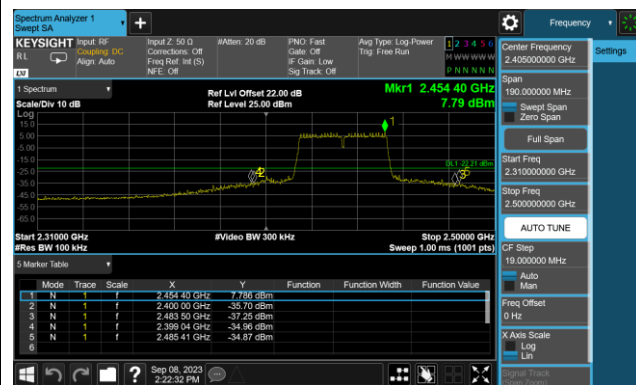 Spectrum Analyzer 1
Swept SA
+
Frequency
KEYSIGHT
RL
LXI
Input: RF
Coupling: DC
Align: Auto
Input Z: 50 Ω
Corrections: Off
Freq Ref: Int (S)
NFE: Off
#Atten: 20 dB
PNO: Fast
Gate: Off
IF Gain: Low
Sig Track: Off
Avg Type: Log-Power
Trig: Free Run
1 2 3 4 5 6
M W W W W W
P N N N N N
1 Spectrum
Scale/Div 10 dB
Ref Lvl Offset 22.00 dB
Ref Level 25.00 dBm
Mkr1 2.454 40 GHz
7.79 dBm
Log
15.0
5.00
-5.00
-15.0
-25.0
-35.0
-45.0
-55.0
-65.0
1
DL1 -22.21 dBm
Start 2.31000 GHz
#Res BW 100 kHz
#Video BW 300 kHz
Stop 2.50000 GHz
Sweep 1.00 ms (1001 pts)
5 Marker Table
Mode Trace Scale X Y Function Function Width Function Value
1 N 1 f 2.454 40 GHz 7.786 dBm
2 N 1 f 2.400 00 GHz -35.70 dBm
3 N 1 f 2.483 50 GHz -37.25 dBm
4 N 1 f 2.399 04 GHz -34.96 dBm
5 N 1 f 2.485 41 GHz -34.87 dBm
6
Sep 08, 2023
2:22:32 PM
Center Frequency
2.405000000 GHz
Span
190.000000 MHz
Swept Span
Zero Span
Full Span
Start Freq
2.310000000 GHz
Stop Freq
2.500000000 GHz
AUTO TUNE
CF Step
19.000000 MHz
Auto
Man
Freq Offset
0 Hz
X Axis Scale
Log
Lin
Signal Track
(Span Zoom)
Settings